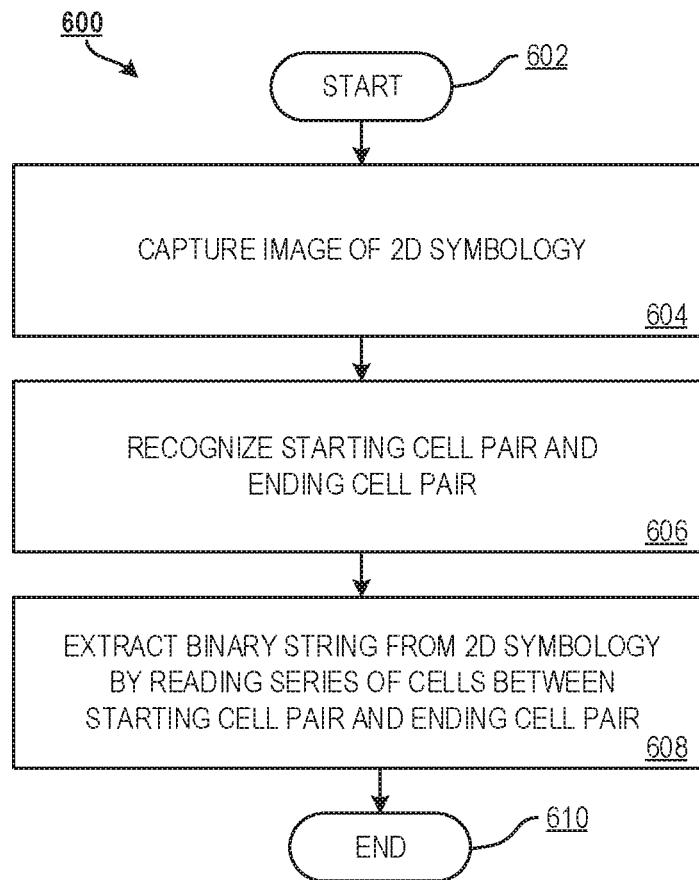 600
602
START
CAPTURE IMAGE OF 2D SYMBOLOGY
604
RECOGNIZE STARTING CELL PAIR AND
ENDING CELL PAIR
606
EXTRACT BINARY STRING FROM 2D SYMBOLOGY
BY READING SERIES OF CELLS BETWEEN
STARTING CELL PAIR AND ENDING CELL PAIR
608
610
END